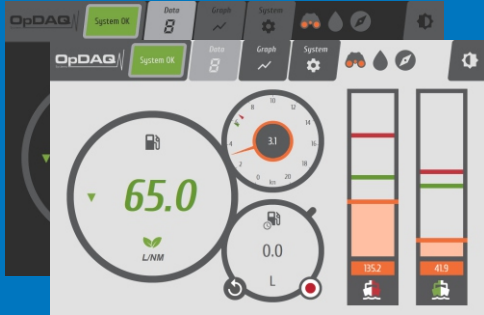 OpDAQ System OK Data 8 Graph System
OpDAQ System OK Data 8 Graph System
65.0
L/NM
8 10 12
14
4 3.1 16
2 18
0 kn 20
0.0
L
135.2 41.9